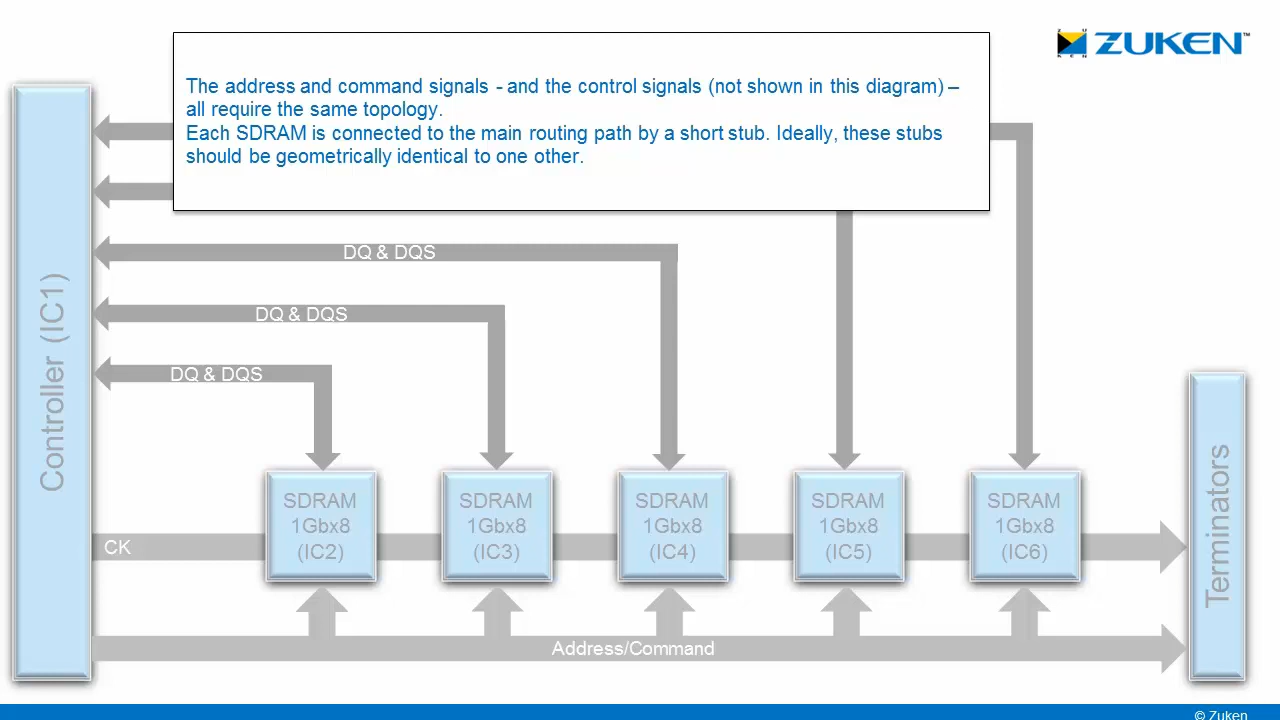 ZUKEN™
The address and command signals - and the control signals (not shown in this diagram) –
all require the same topology.
Each SDRAM is connected to the main routing path by a short stub. Ideally, these stubs
should be geometrically identical to one other.
Controller (IC1)
DQ & DQS
DQ & DQS
DQ & DQS
SDRAM
1Gbx8
(IC2)
SDRAM
1Gbx8
(IC3)
SDRAM
1Gbx8
(IC4)
SDRAM
1Gbx8
(IC5)
SDRAM
1Gbx8
(IC6)
CK
Terminators
Address/Command
© Zuken